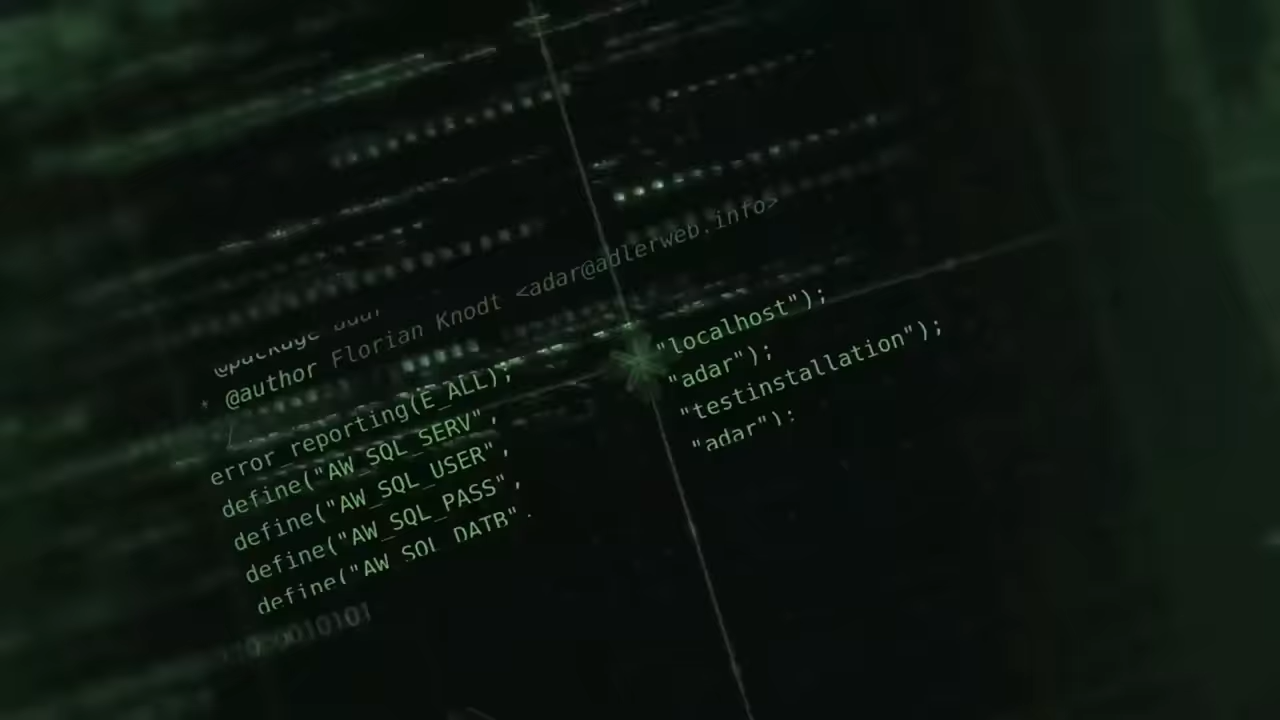 @package adar
* @author Florian Knodt <adar@adlerweb.info>
error_reporting(E_ALL);
define("AW_SQL_SERV", "localhost");
define("AW_SQL_USER", "adar");
define("AW_SQL_PASS", "testinstallation");
define("AW_SQL_DATB", "adar");